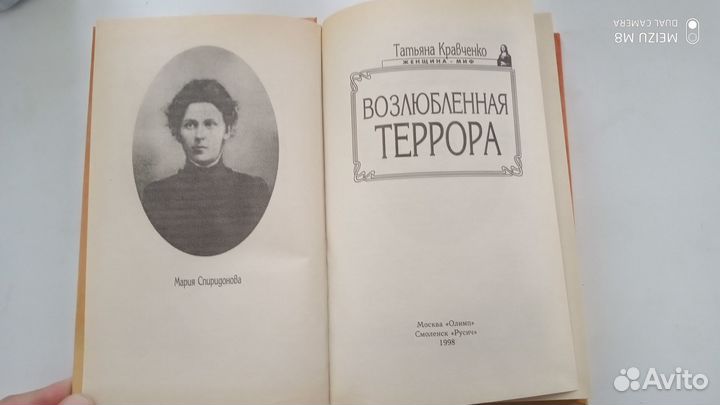 Мария Спиридонова
Татьяна Кравченко
ЖЕНЩИНА - МИФ
ВОЗЛЮБЛЕННАЯ
ТЕРРОРА
Москва «Олимп»
Смоленск «Русич»
1998
MEIZU M8
DUAL CAMERA
Avito